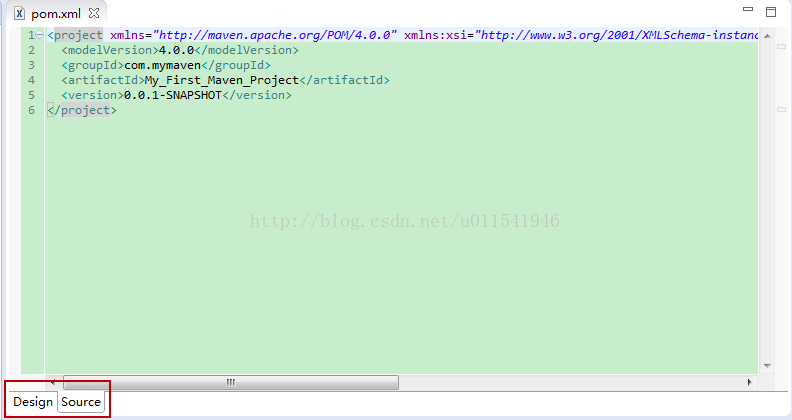 pom.xml
1 <project xmlns="http://maven.apache.org/POM/4.0.0" xmlns:xsi="http://www.w3.org/2001/XMLSchema-instanc
2 <modelVersion>4.0.0</modelVersion>
3 <groupId>com.mymaven</groupId>
4 <artifactId>My_First_Maven_Project</artifactId>
5 <version>0.0.1-SNAPSHOT</version>
6 </project>
http://blog.csdn.net/u011541946
Design Source